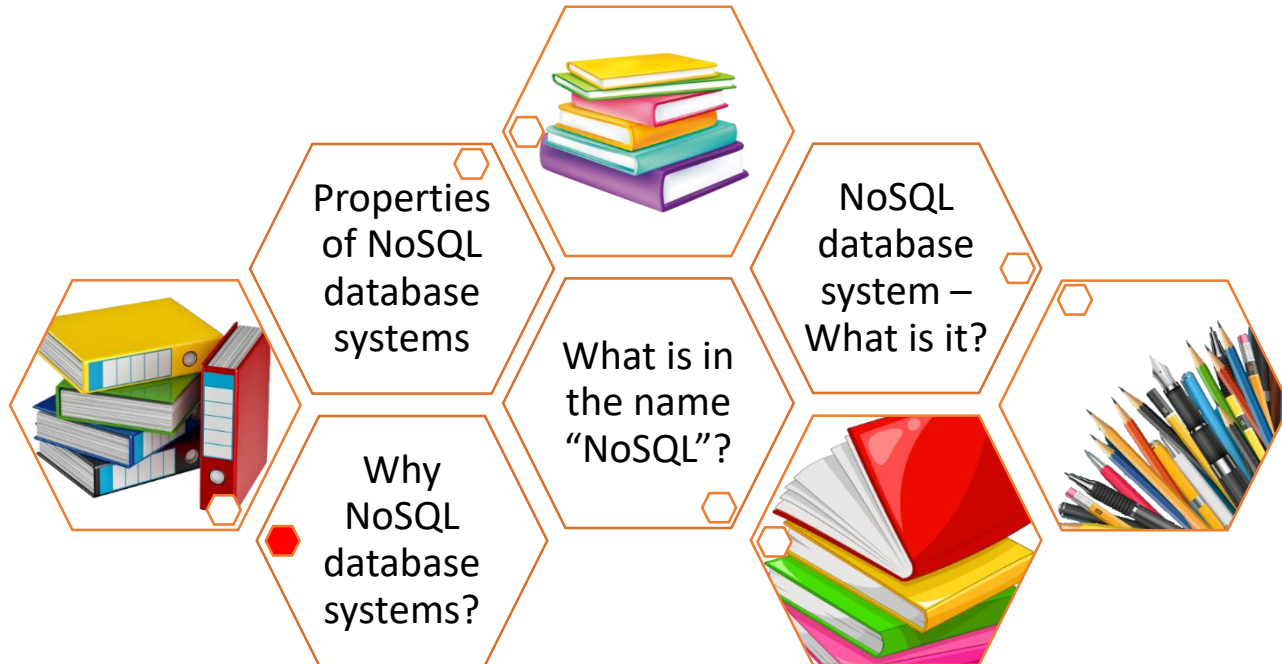 Properties
of NoSQL
database
systems
NoSQL
database
system –
What is it?
What is in
the name
“NoSQL”?
Why
NoSQL
database
systems?